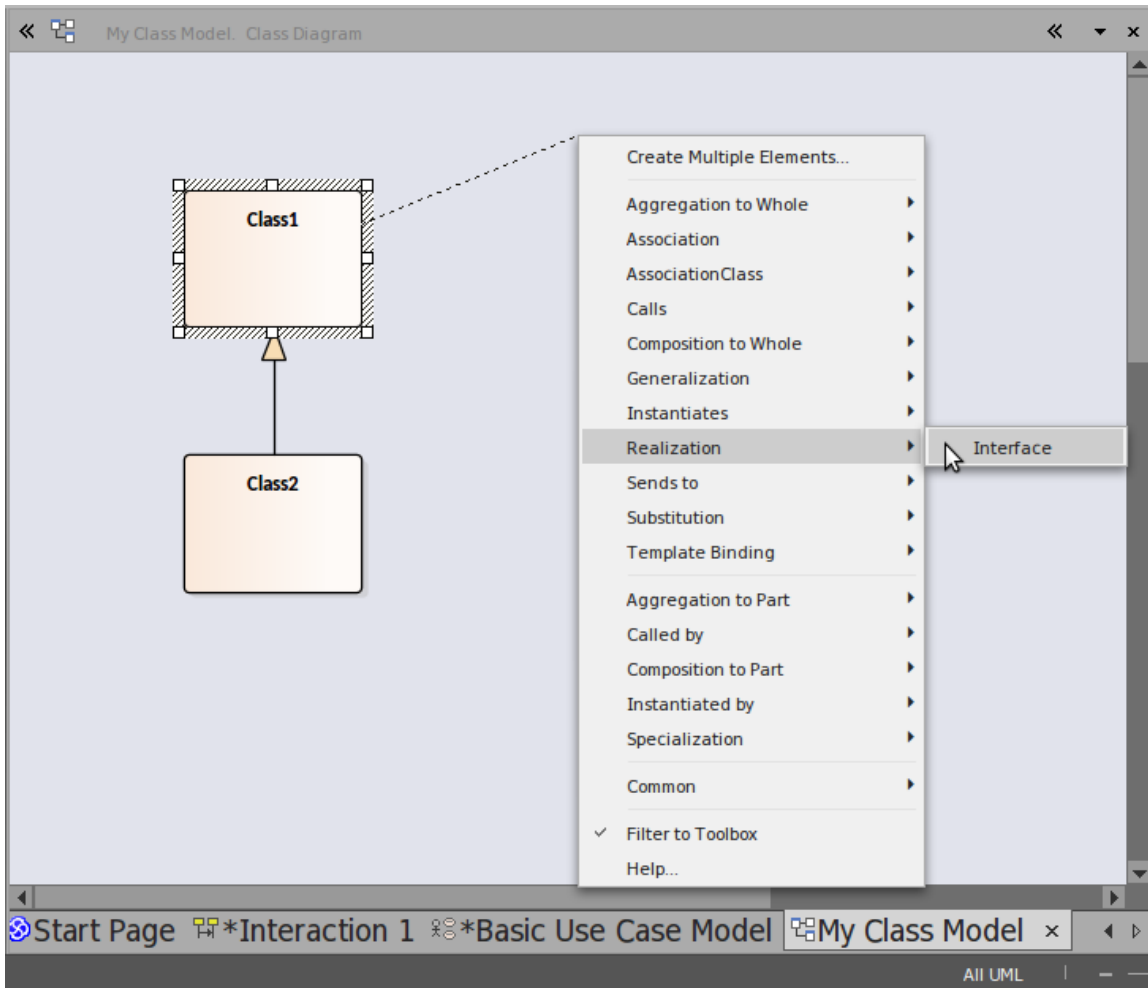 My Class Model.  Class Diagram
Class1
Class2
Create Multiple Elements...
Aggregation to Whole
Association
AssociationClass
Calls
Composition to Whole
Generalization
Instantiates
Realization
Interface
Sends to
Substitution
Template Binding
Aggregation to Part
Called by
Composition to Part
Instantiated by
Specialization
Common
Filter to Toolbox
Help...
Start Page *Interaction 1 *Basic Use Case Model My Class Model
All UML